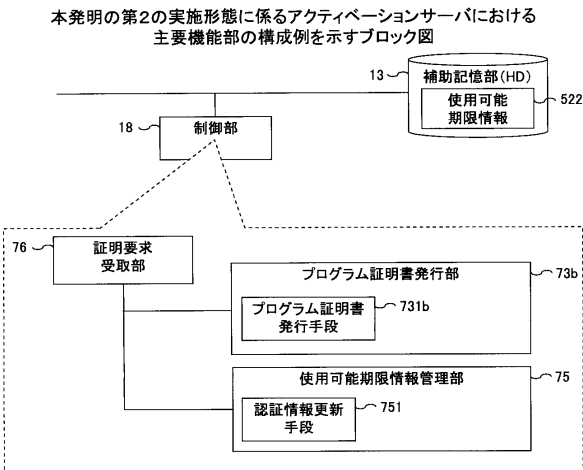 本発明の第2の実施形態に係るアクティベーションサーバにおける
主要機能部の構成例を示すブロック図
13
補助記憶部(HD)
使用可能
期限情報
522
18
制御部
76
証明要求
受取部
プログラム証明書発行部
73b
プログラム証明書
発行手段
731b
使用可能期限情報管理部
75
認証情報更新
手段
751